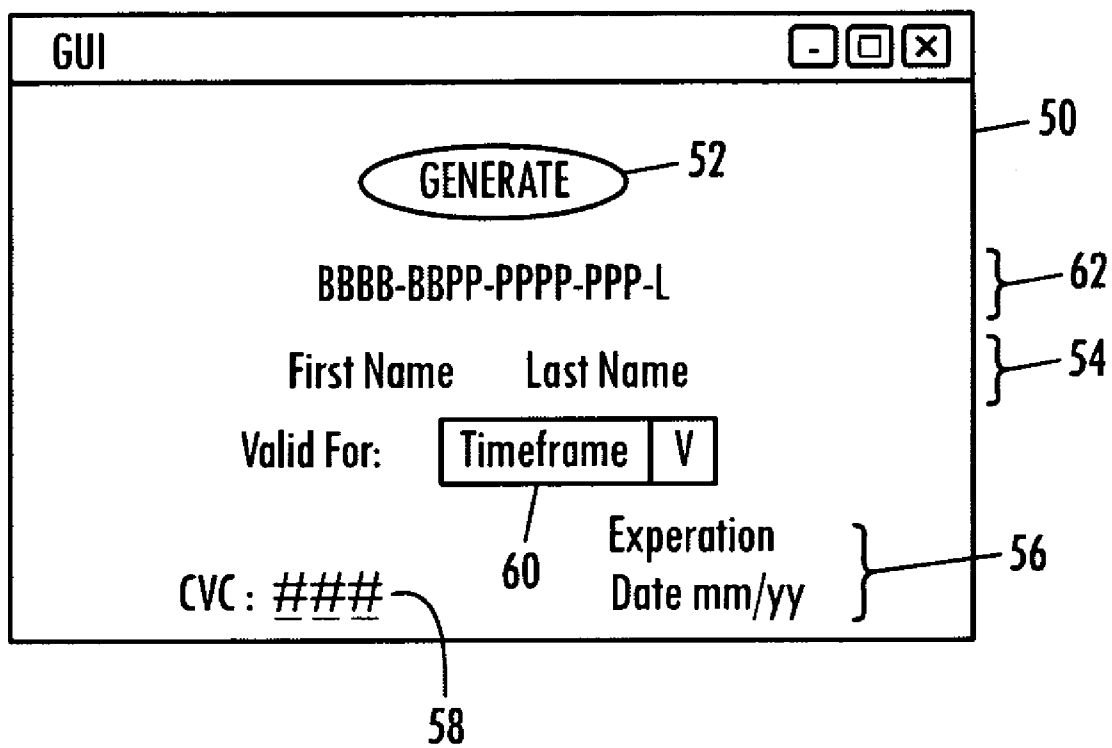 GUI - □ X
50
GENERATE 52
BBBB-BBPP-PPPP-PPP-L 62
First Name Last Name 54
Valid For: Timeframe V
60
Experation
Date mm/yy 56
CVC: ### 58